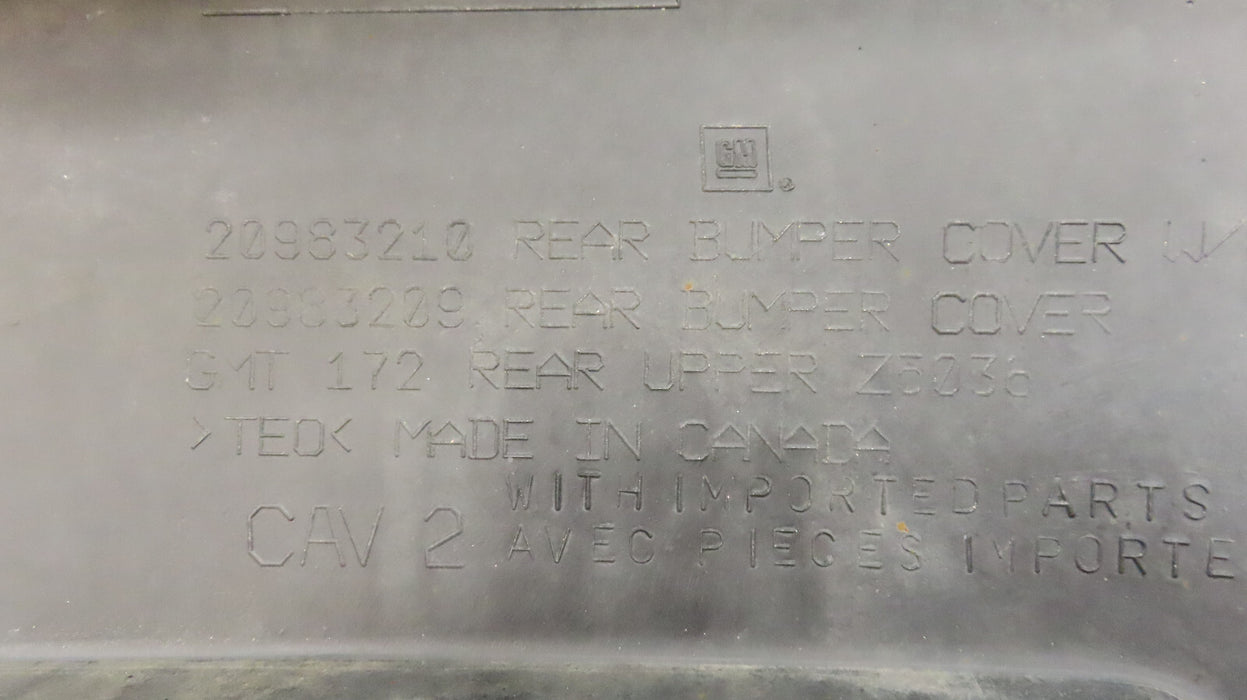 GM
20983210 REAR BUMPER COVER W/
20983209 REAR BUMPER COVER
GMT 172 REAR UPPER Z5036
>TEO< MADE IN CANADA
WITH IMPORTED PARTS
CAV 2 AVEC PIECES IMPORTE